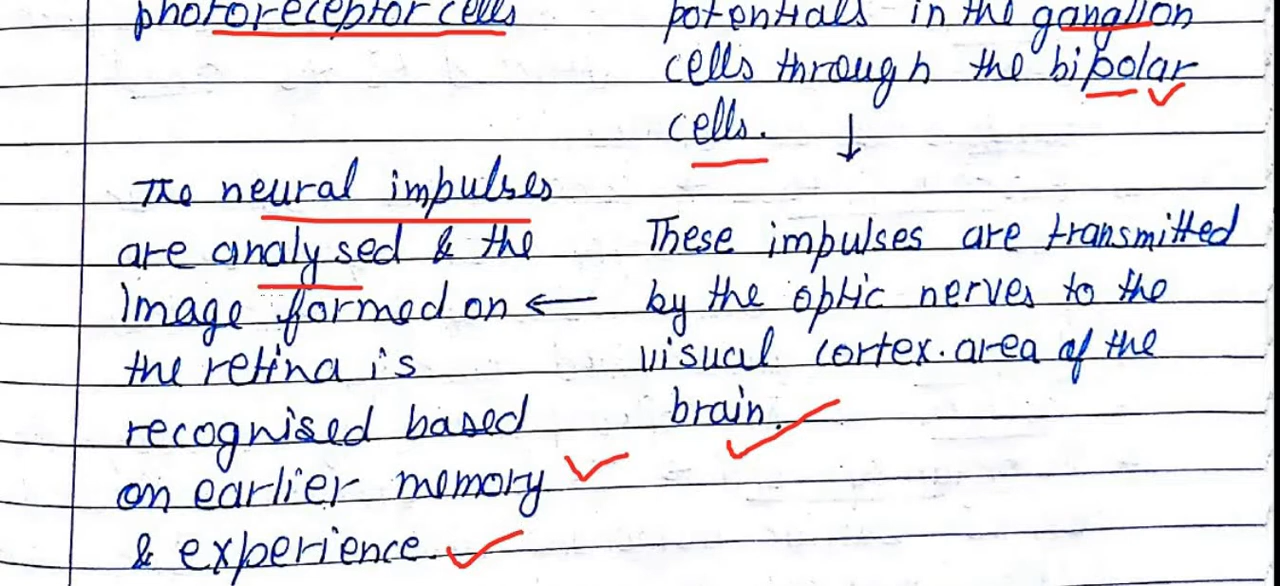 photoreceptor cells
potentials in the ganglion
cells through the bipolar
cells. ↓
These impulses are transmitted
by the optic nerves to the
visual cortex.area of the
brain.
←
The neural impulses
are analysed & the
Image formed on
the retina is
recognised based
on earlier memory
& experience.